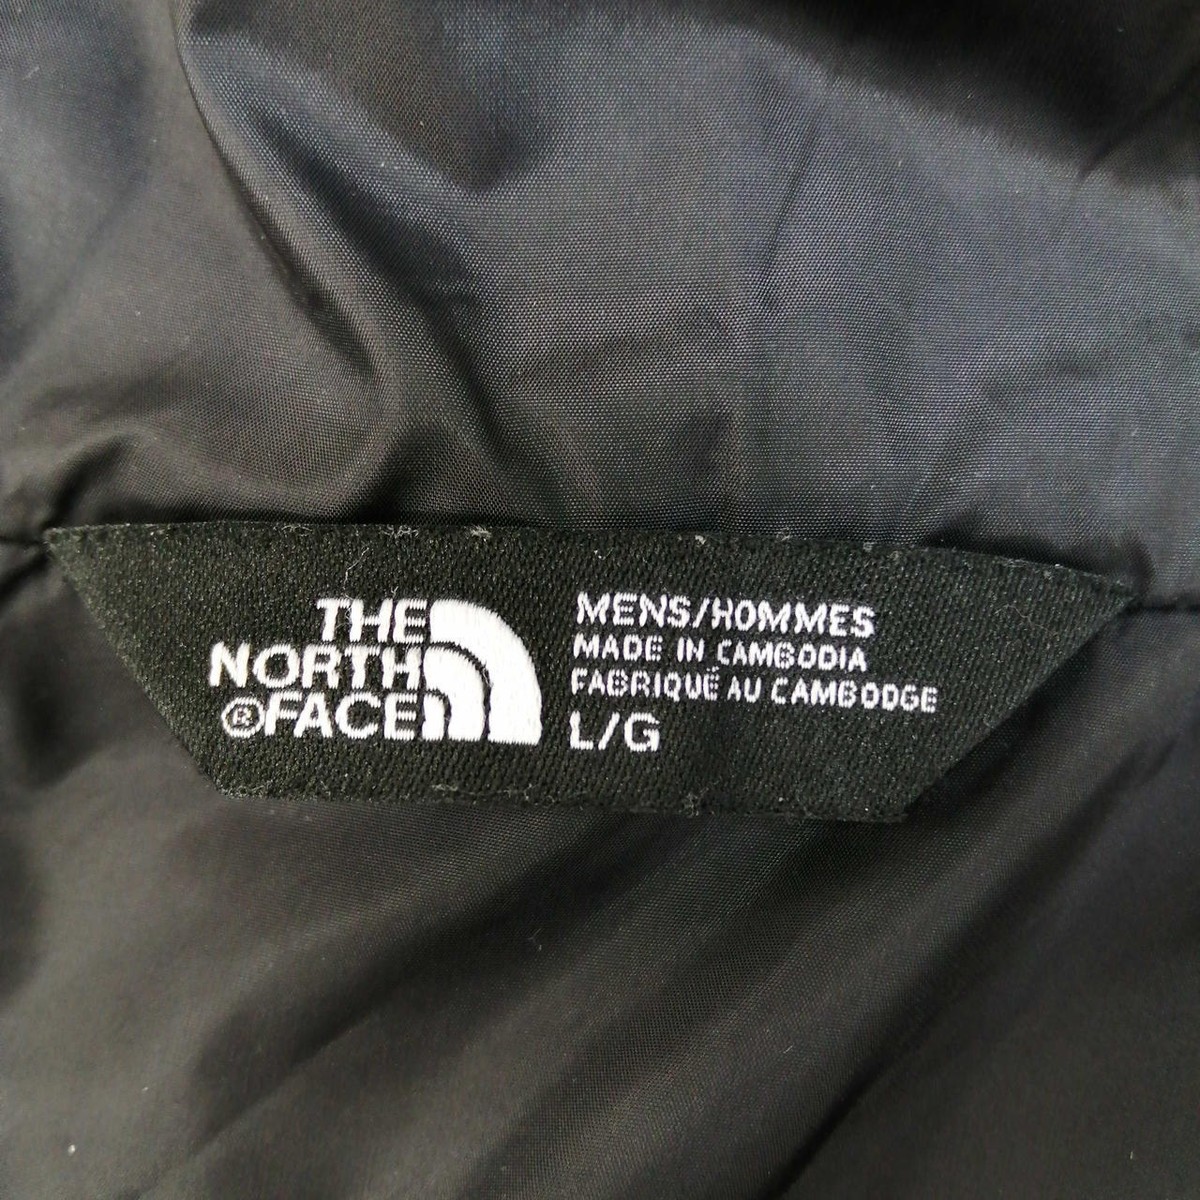 THE
NORTH
®FACE
MENS/HOMMES
MADE IN CAMBODIA
FABRIQUÉ AU CAMBODGE
L/G